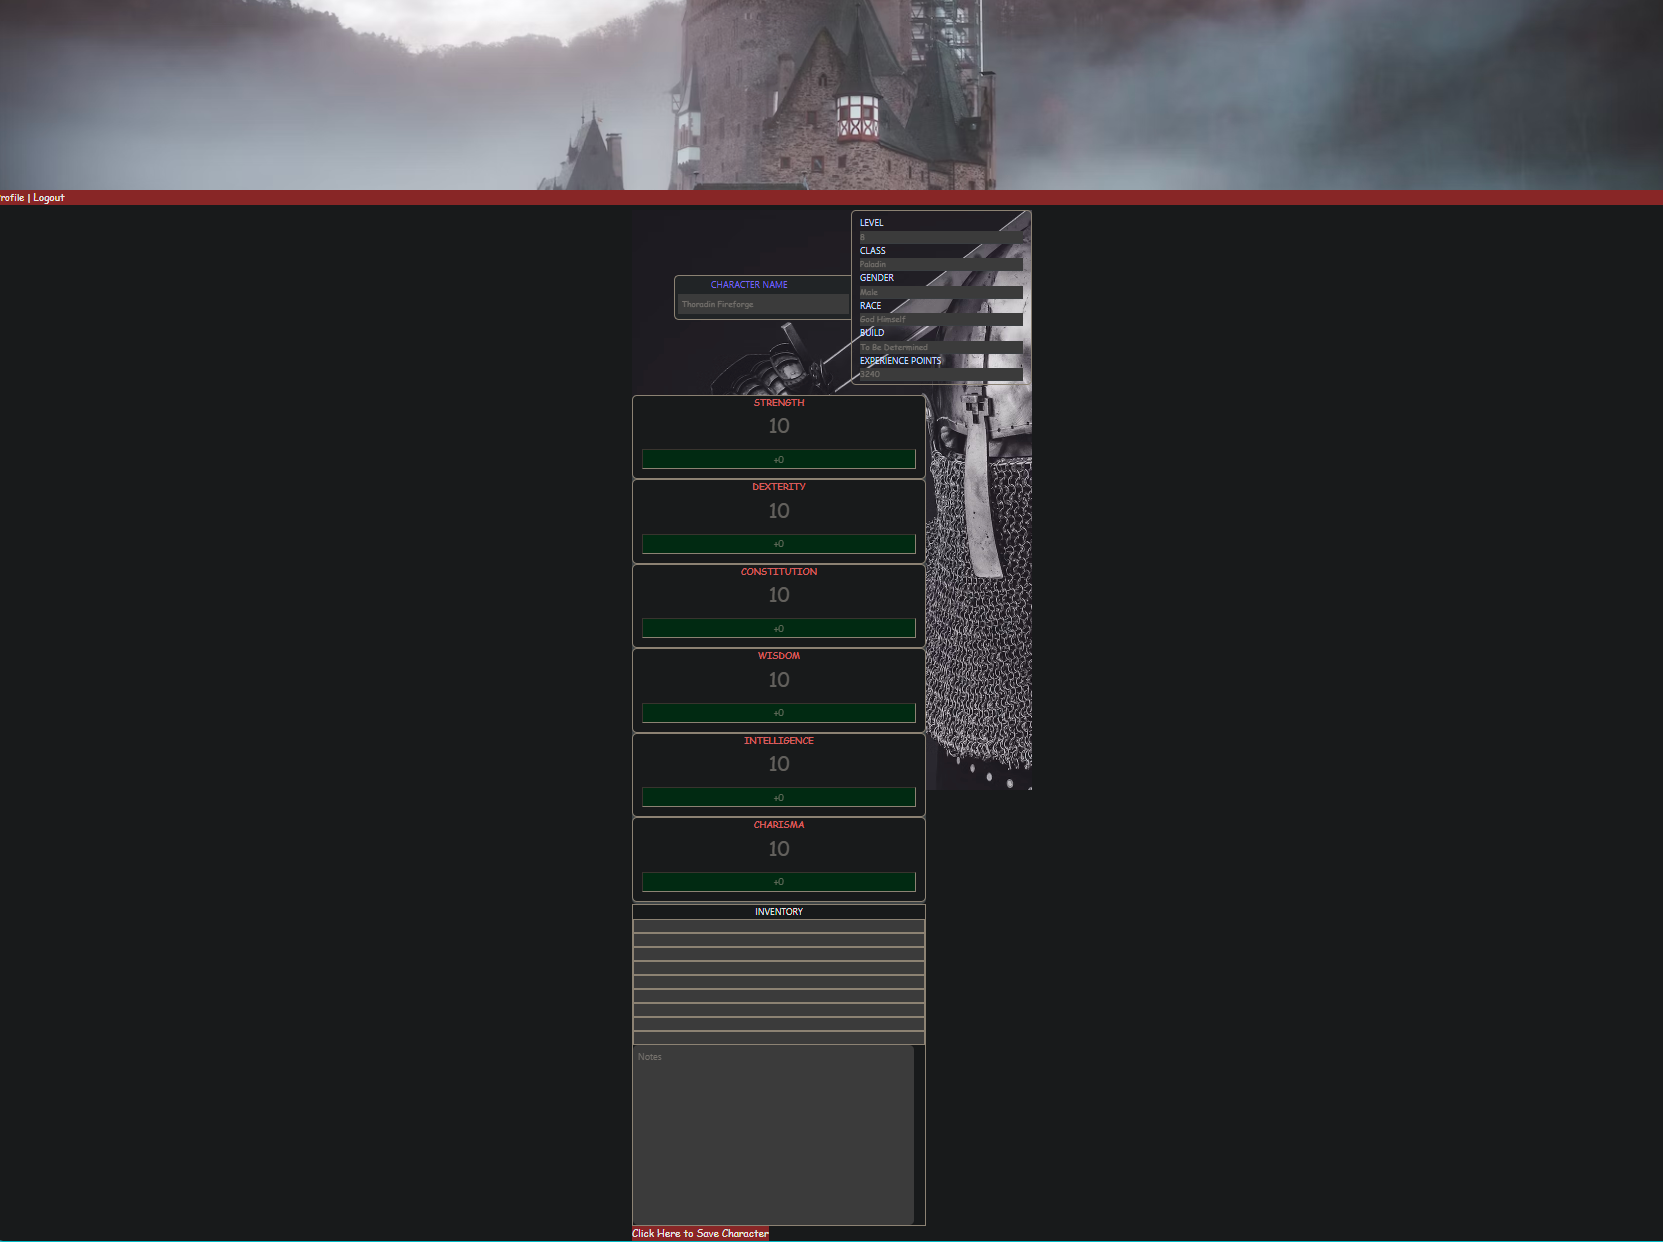 rofile | Logout
LEVEL
8
CLASS
Paladin
GENDER
Male
RACE
God Himself
BUILD
To Be Determined
EXPERIENCE POINTS
3240
CHARACTER NAME
Thoradin Fireforge
STRENGTH
10
+0
DEXTERITY
10
+0
CONSTITUTION
10
+0
WISDOM
10
+0
INTELLIGENCE
10
+0
CHARISMA
10
+0
INVENTORY
Notes
Click Here to Save Character